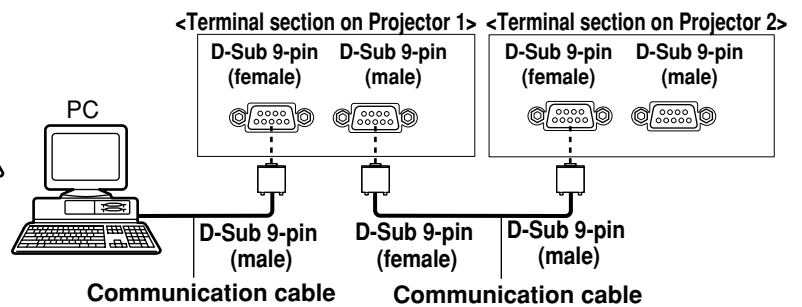 <Terminal section on Projector 1> <Terminal section on Projector 2>
D-Sub 9-pin (female) D-Sub 9-pin (male) D-Sub 9-pin (female) D-Sub 9-pin (male)
PC
D-Sub 9-pin (male) D-Sub 9-pin (female) D-Sub 9-pin (male)
Communication cable Communication cable